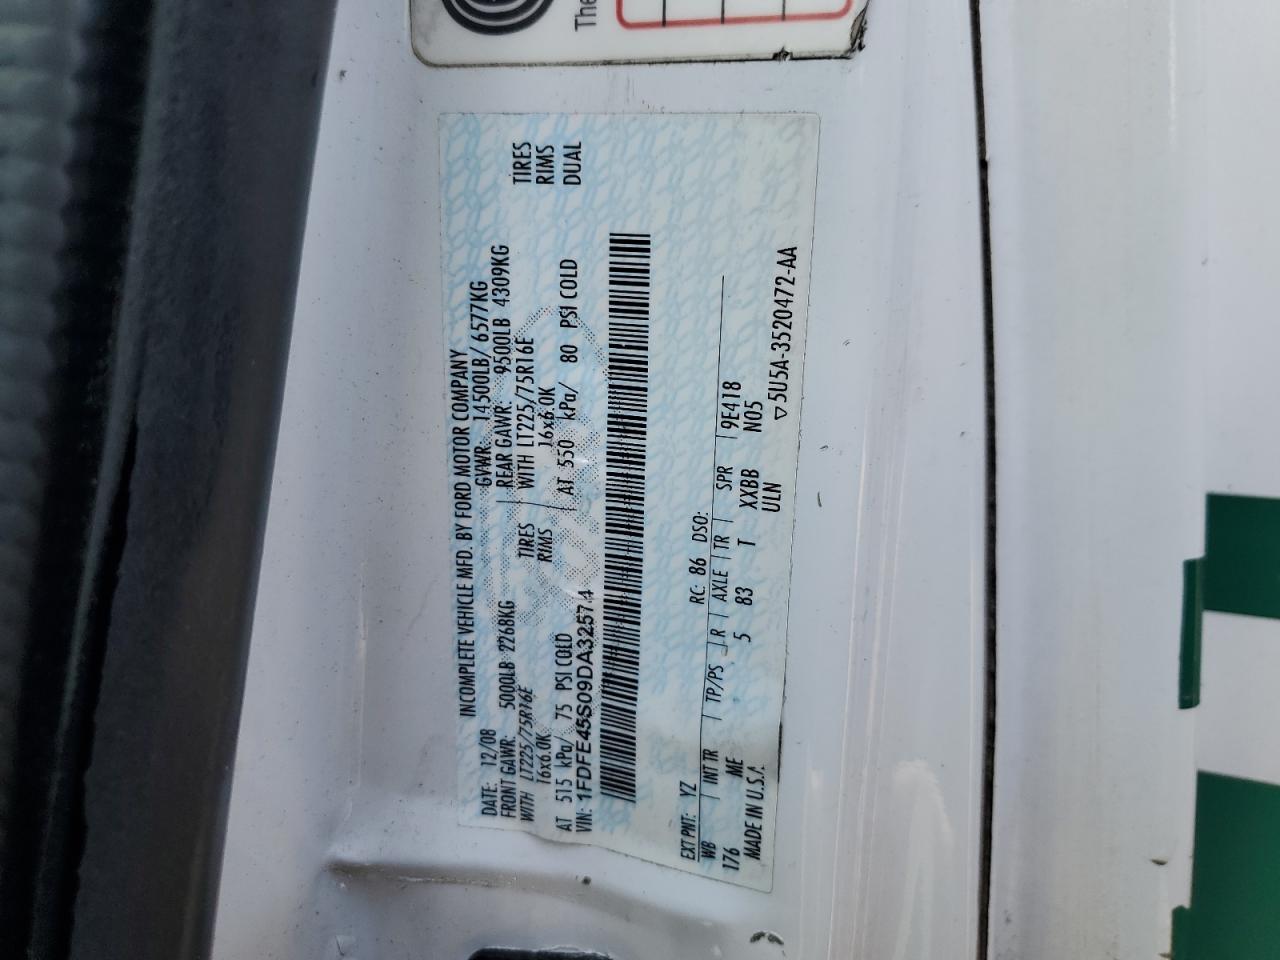 The
INCOMPLETE VEHICLE MFD. BY FORD MOTOR COMPANY
DATE: 12/08 GVWR: 14500LB/ 6577KG
FRONT GAWR: 5000LB 2268KG REAR GAWR: 9500LB 4309KG
WITH LT225/75R16E TIRES WITH LT225/75R16E TIRES
16x6.0K RIMS 16x6.0K RIMS
AT 515 kPa/ 75 PSI COLD AT 550 kPa/ 80 PSI COLD DUAL
VIN: 1FDFE45S09DA32574
EXT PNT: YZ RC: 86 DSO:
WB INT TR TP/PS R AXLE TR SPR 9E418
176 ME 5 83 T XXBB N05
MADE IN U.S.A. ULN
▽5U5A-3520472-AA